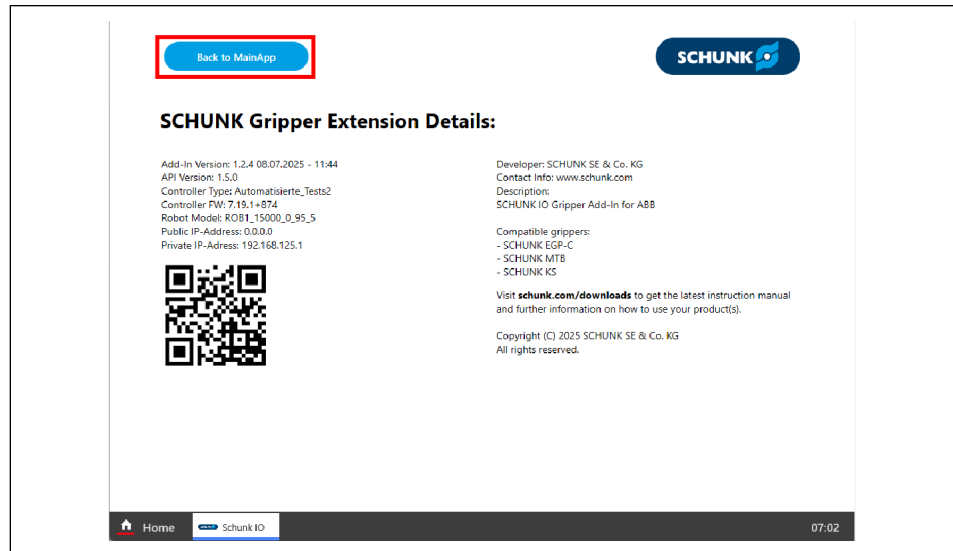 Back to MainApp
SCHUNK
SCHUNK Gripper Extension Details:
Add-In Version: 1.2.4 08.07.2025 - 11:44
API Version: 1.5.0
Controller Type: Automatisierte_Tests2
Controller FW: 7.19.1+874
Robot Model: ROB1_15000_0_95_5
Public IP-Address: 0.0.0.0
Private IP-Adress: 192.168.125.1
Developer: SCHUNK SE & Co. KG
Contact Info: www.schunk.com
Description:
SCHUNK IO Gripper Add-In for ABB
Compatible grippers:
- SCHUNK EGP-C
- SCHUNK MTB
- SCHUNK KS
Visit schunk.com/downloads to get the latest instruction manual
and further information on how to use your product(s).
Copyright (C) 2025 SCHUNK SE & Co. KG
All rights reserved.
Home
SCHUNK
Schunk IO
07:02